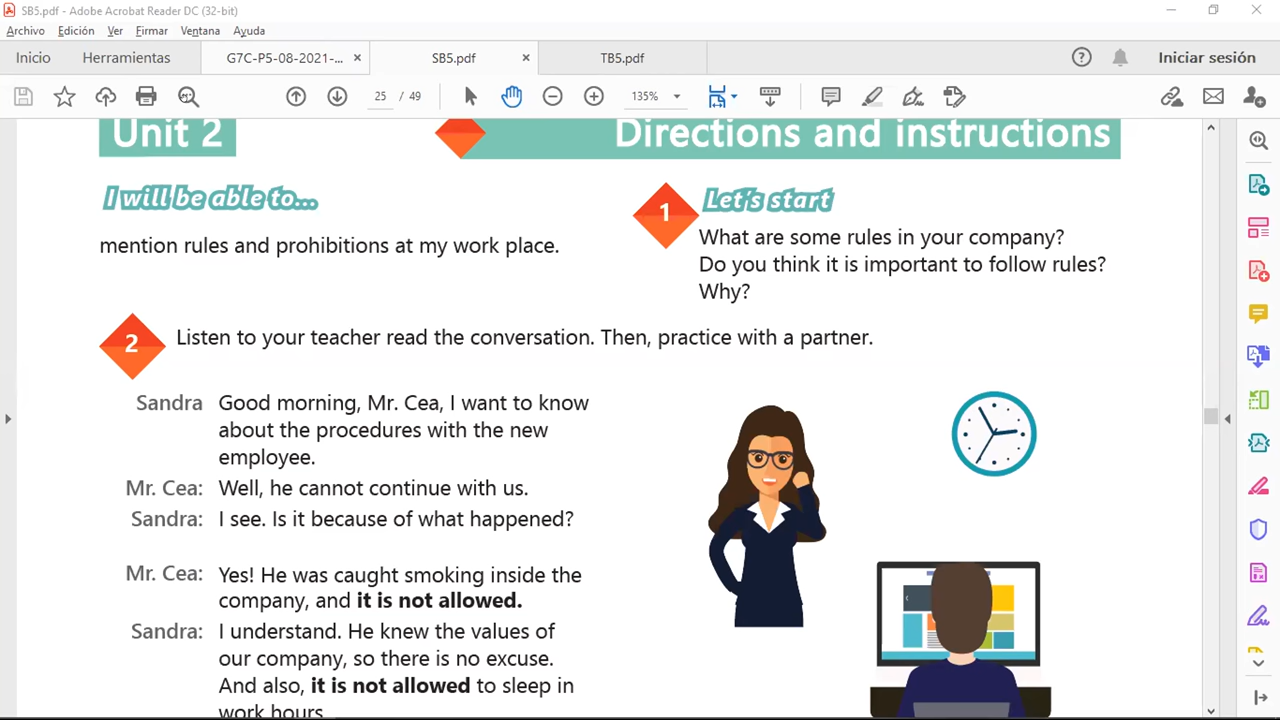 SB5.pdf - Adobe Acrobat Reader DC (32-bit)
Archivo Edición Ver Firmar Ventana Ayuda
Inicio Herramientas G7C-P5-08-2021-... SB5.pdf TB5.pdf Iniciar sesión
25 / 49 135%
Unit 2 Directions and instructions
I will be able to...
mention rules and prohibitions at my work place.
1 Let's start
What are some rules in your company?
Do you think it is important to follow rules?
Why?
2 Listen to your teacher read the conversation. Then, practice with a partner.
Sandra Good morning, Mr. Cea, I want to know
about the procedures with the new
employee.
Mr. Cea: Well, he cannot continue with us.
Sandra: I see. Is it because of what happened?
Mr. Cea: Yes! He was caught smoking inside the
company, and it is not allowed.
Sandra: I understand. He knew the values of
our company, so there is no excuse.
And also, it is not allowed to sleep in
work hours.